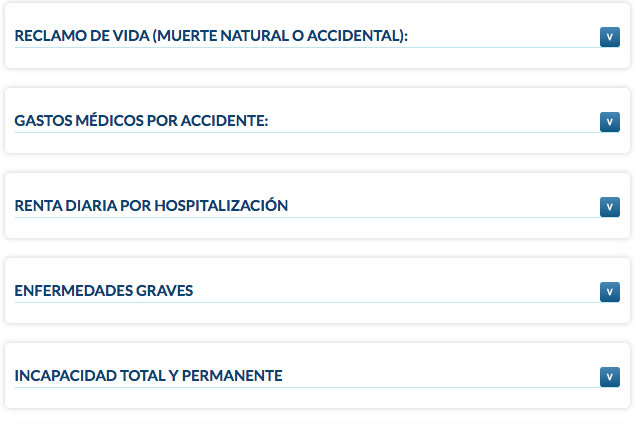 RECLAMO DE VIDA (MUERTE NATURAL O ACCIDENTAL):
GASTOS MÉDICOS POR ACCIDENTE:
RENTA DIARIA POR HOSPITALIZACIÓN
ENFERMEDADES GRAVES
INCAPACIDAD TOTAL Y PERMANENTE